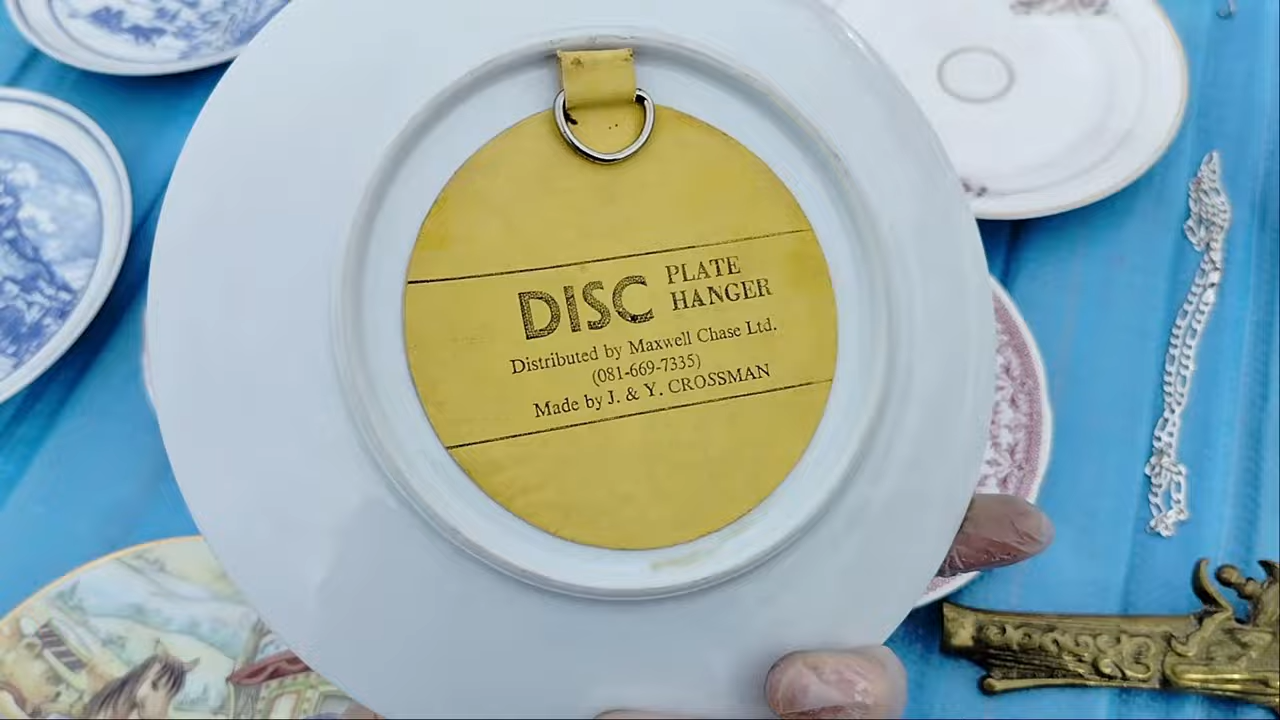 DISC PLATE HANGER
Distributed by Maxwell Chase Ltd.
(081-669-7335)
Made by J. & Y. CROSSMAN